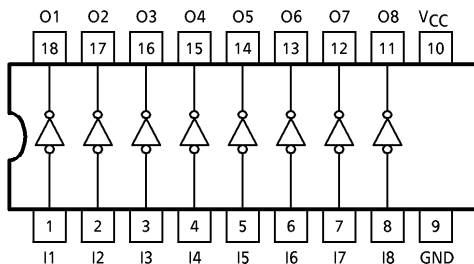 O1 O2 O3 O4 O5 O6 O7 O8 VCC
18 17 16 15 14 13 12 11 10
1 2 3 4 5 6 7 8 9
I1 I2 I3 I4 I5 I6 I7 I8 GND